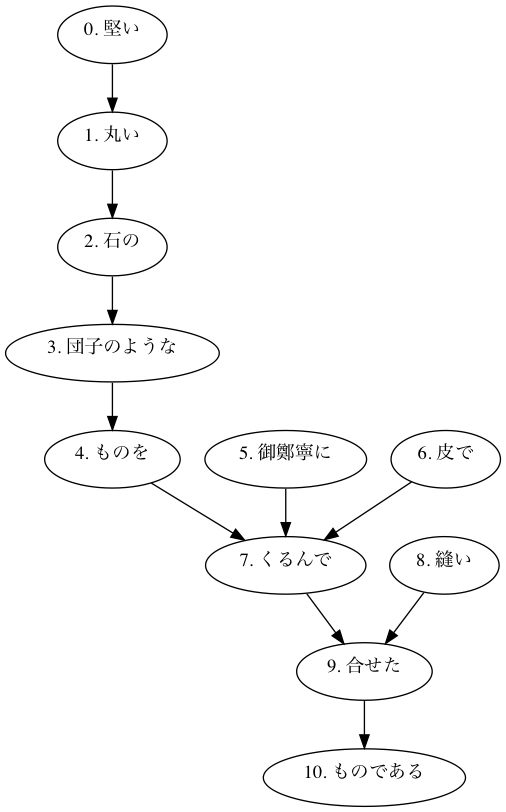 0. 堅い
1. 丸い
2. 石の
3. 団子のような
4. ものを
5. 御鄭寧に
6. 皮で
7. くるんで
8. 縫い
9. 合せた
10. ものである